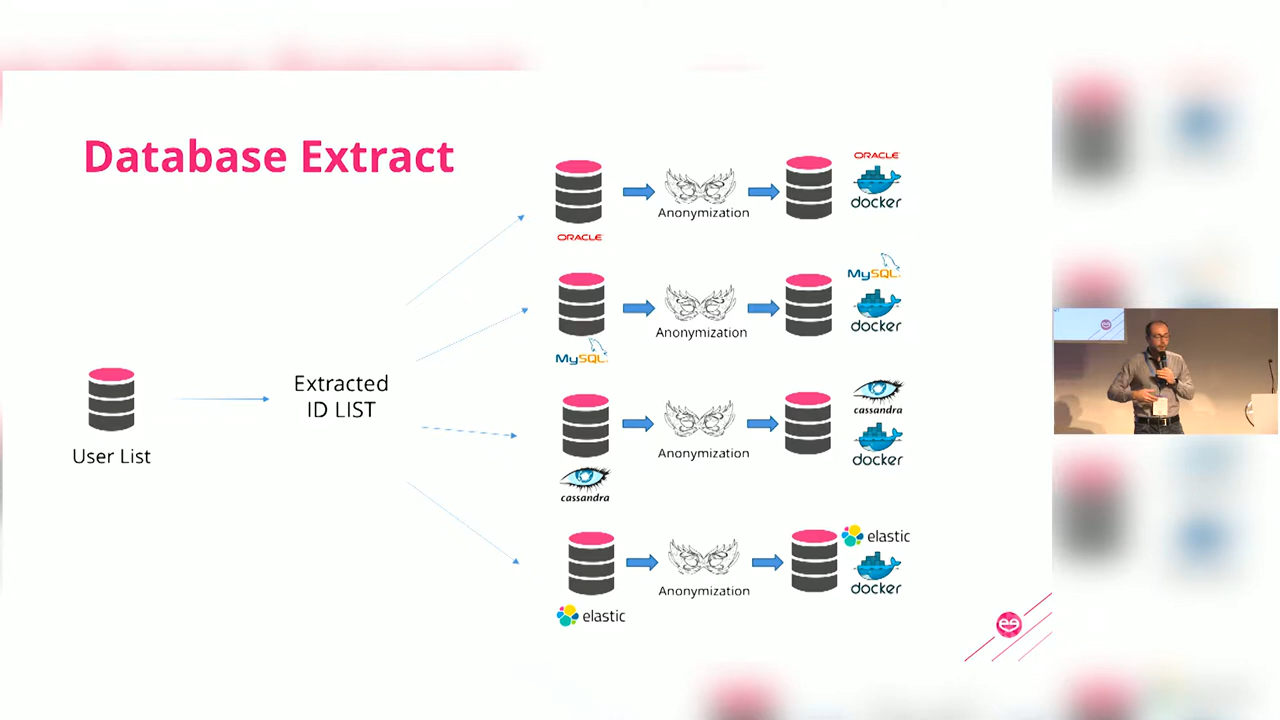 Database Extract
User List
Extracted
ID LIST
ORACLE
Anonymization
ORACLE
docker
MySQL
Anonymization
MySQL
docker
cassandra
Anonymization
cassandra
docker
elastic
Anonymization
elastic
docker